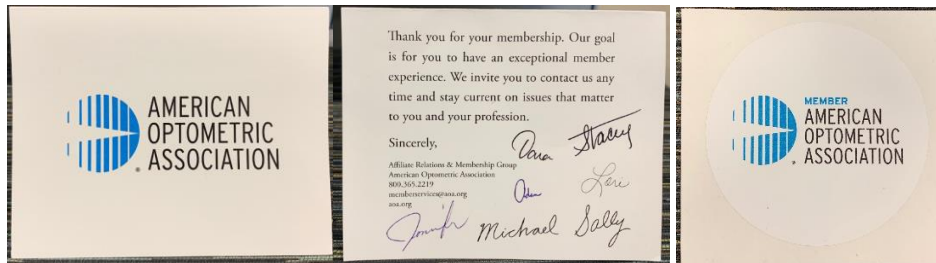 AMERICAN
OPTOMETRIC
ASSOCIATION
Thank you for your membership. Our goal
is for you to have an exceptional member
experience. We invite you to contact us any
time and stay current on issues that matter
to you and your profession.
Sincerely,
Affiliate Relations & Membership Group
American Optometric Association
800.365.2219
memberservices@aoa.org
aoa.org
Dana Stacey
Lori
Jennifer Michael Sally
MEMBER
AMERICAN
OPTOMETRIC
ASSOCIATION